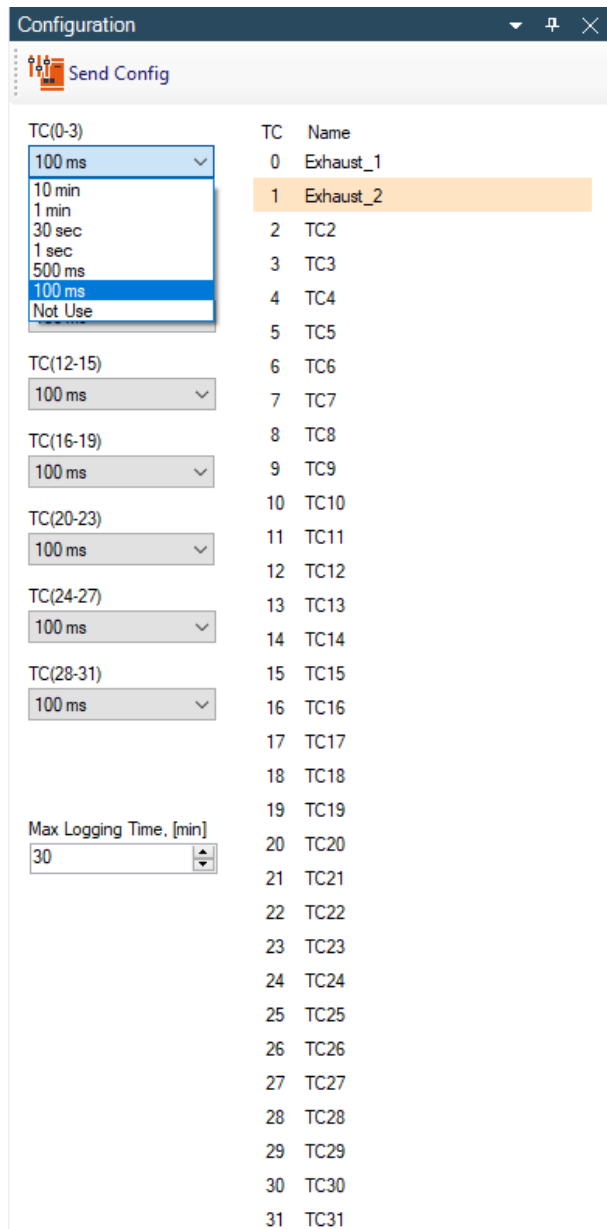 Configuration
Send Config
TC(0-3)
100 ms
10 min
1 min
30 sec
1 sec
500 ms
100 ms
Not Use
TC(12-15)
100 ms
TC(16-19)
100 ms
TC(20-23)
100 ms
TC(24-27)
100 ms
TC(28-31)
100 ms
Max Logging Time, [min]
30
TC Name
0 Exhaust_1
1 Exhaust_2
2 TC2
3 TC3
4 TC4
5 TC5
6 TC6
7 TC7
8 TC8
9 TC9
10 TC10
11 TC11
12 TC12
13 TC13
14 TC14
15 TC15
16 TC16
17 TC17
18 TC18
19 TC19
20 TC20
21 TC21
22 TC22
23 TC23
24 TC24
25 TC25
26 TC26
27 TC27
28 TC28
29 TC29
30 TC30
31 TC31